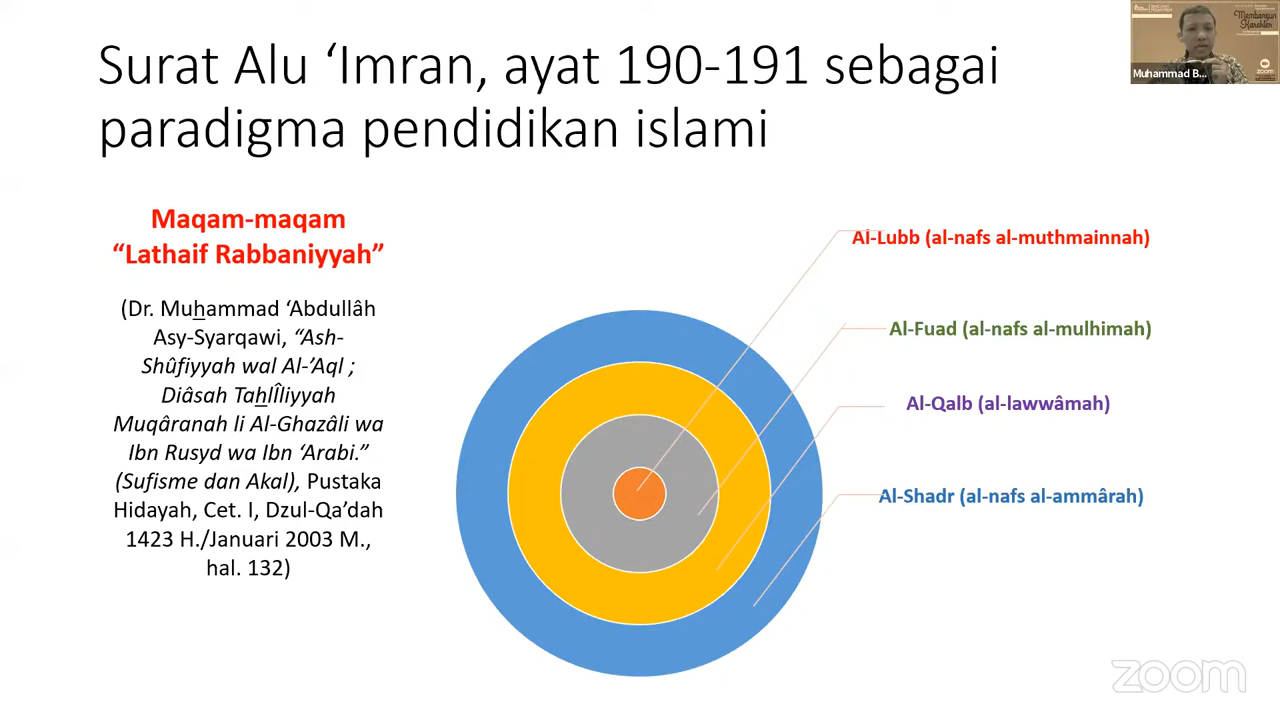 Surat Alu ‘Imran, ayat 190-191 sebagai
paradigma pendidikan islami
Maqam-maqam
“Lathaif Rabbaniyyah”
(Dr. Muhammad ‘Abdullâh
Asy-Syarqawi, “Ash-
Shûfiyyah wal Al-’Aql ;
Diâsah TahlÎliyyah
Muqâranah li Al-Ghazâli wa
Ibn Rusyd wa Ibn ‘Arabi.”
(Sufisme dan Akal), Pustaka
Hidayah, Cet. I, Dzul-Qa’dah
1423 H./Januari 2003 M.,
hal. 132)
Al-Lubb (al-nafs al-muthmainnah)
Al-Fuad (al-nafs al-mulhimah)
Al-Qalb (al-lawwâmah)
Al-Shadr (al-nafs al-ammârah)
Membangun
Karakter
zoom
Muhammad B...
zoom